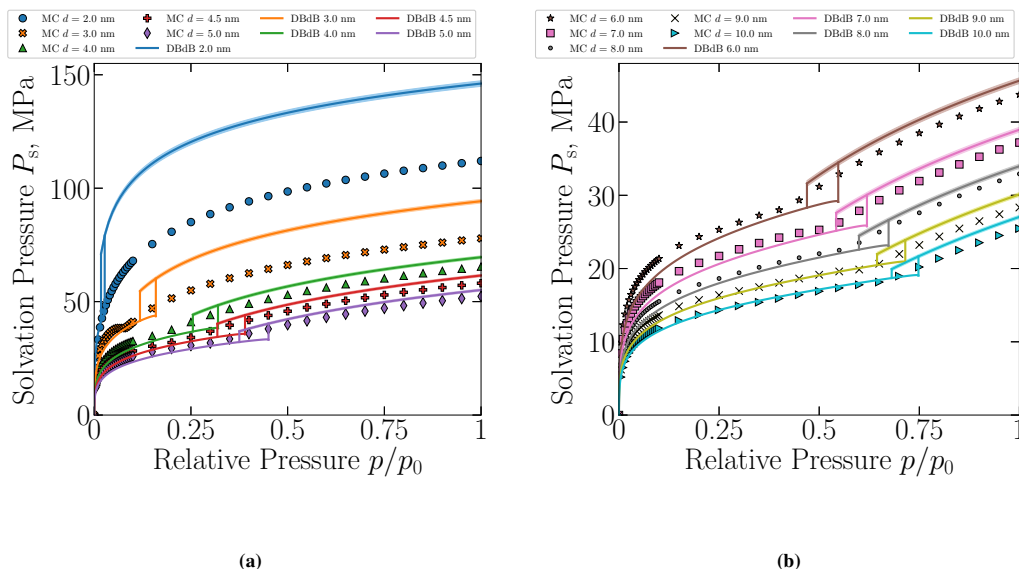 MC d = 2.0 nm MC d = 4.5 nm DBdB 3.0 nm DBdB 4.5 nm
MC d = 3.0 nm MC d = 5.0 nm DBdB 4.0 nm DBdB 5.0 nm
MC d = 4.0 nm DBdB 2.0 nm
150
100
50
0
Solvation Pressure Pₛ, MPa
0 0.25 0.5 0.75 1
Relative Pressure p/p₀
(a)
MC d = 6.0 nm MC d = 9.0 nm DBdB 7.0 nm DBdB 9.0 nm
MC d = 7.0 nm MC d = 10.0 nm DBdB 8.0 nm DBdB 10.0 nm
MC d = 8.0 nm DBdB 6.0 nm
40
30
20
10
0
Solvation Pressure Pₛ, MPa
0 0.25 0.5 0.75 1
Relative Pressure p/p₀
(b)